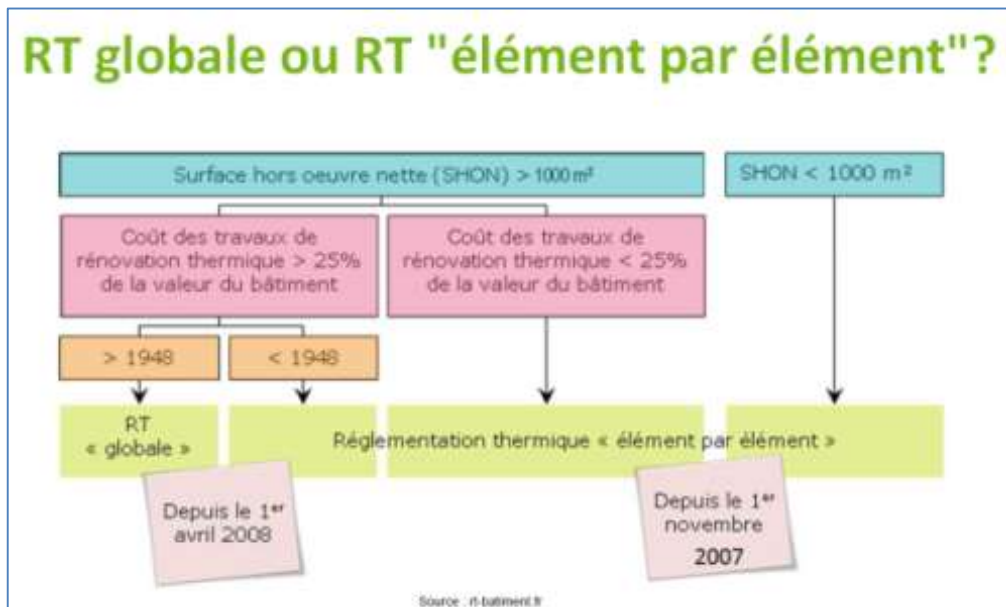 RT globale ou RT "élément par élément"?
Surface hors oeuvre nette (SHON) > 1000 m²
SHON < 1000 m²
Coût des travaux de
rénovation thermique > 25%
de la valeur du bâtiment
Coût des travaux de
rénovation thermique < 25%
de la valeur du bâtiment
> 1948
< 1948
RT
« globale »
Réglementation thermique « élément par élément »
Depuis le 1er
avril 2008
Depuis le 1er
novembre
2007
Source : rt-batiment.fr